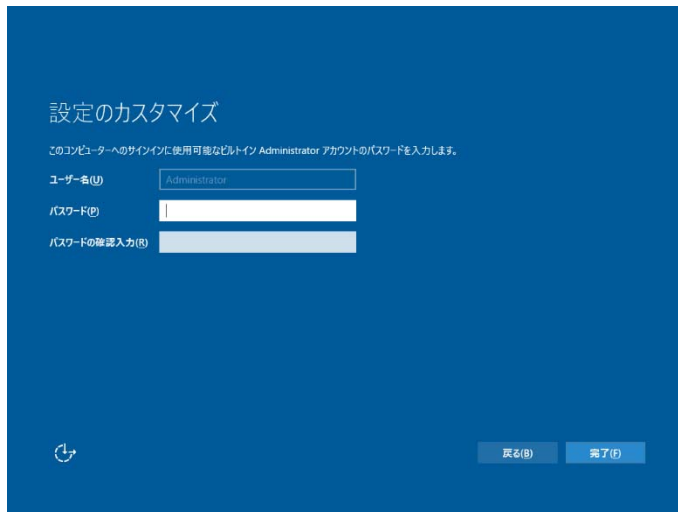 設定のカスタマイズ
このコンピューターへのサインインに使用可能なビルトイン Administrator アカウントのパスワードを入力します。
ユーザー名(U)
Administrator
パスワード(P)
パスワードの確認入力(R)
戻る(B)
完了(F)